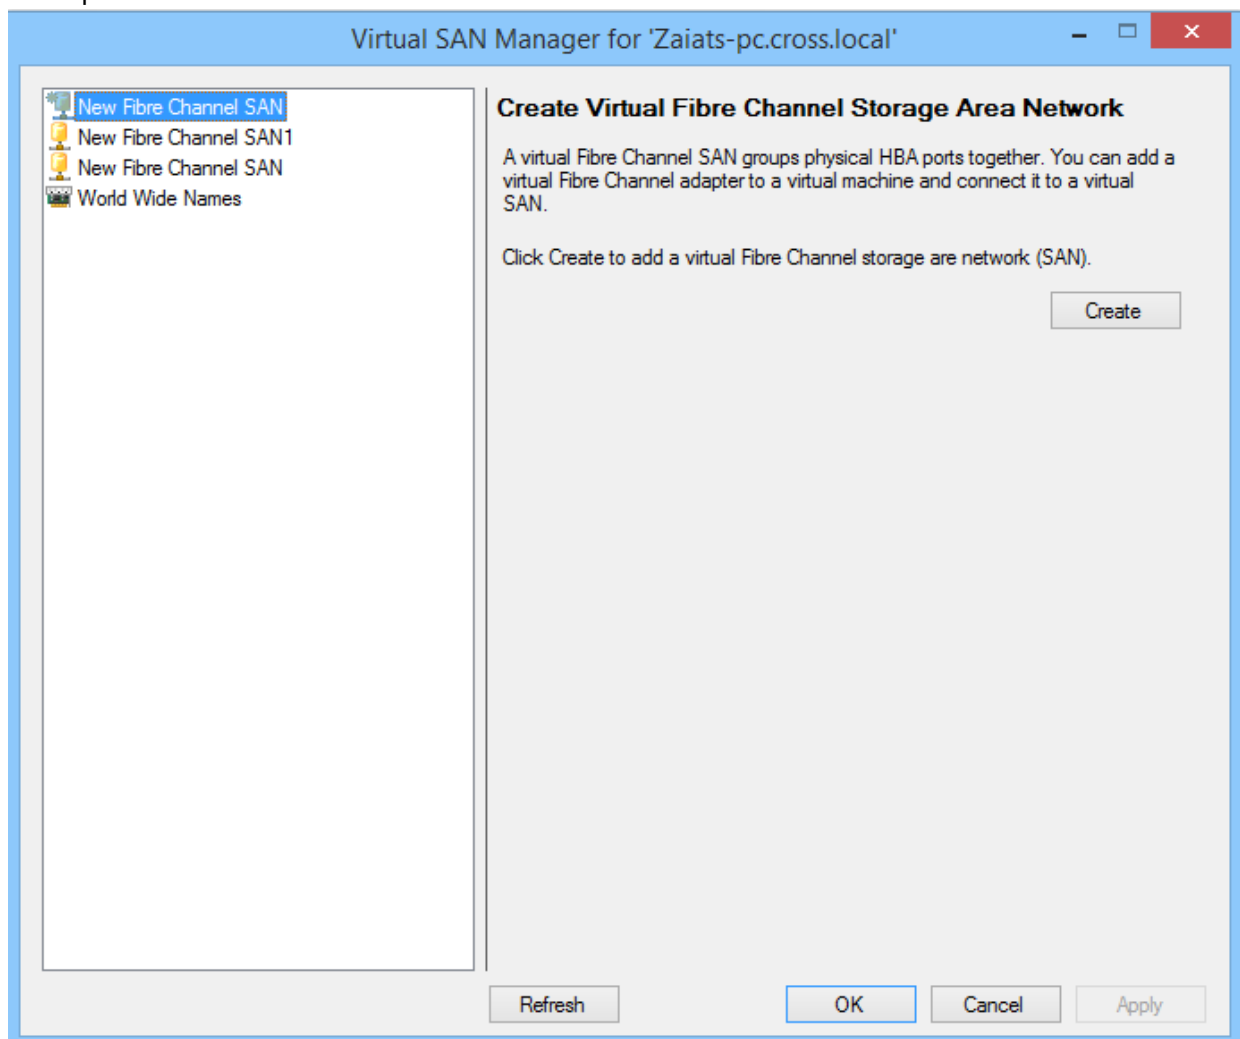 Virtual SAN Manager for 'Zaiats-pc.cross.local'
New Fibre Channel SAN
New Fibre Channel SAN1
New Fibre Channel SAN
World Wide Names
Create Virtual Fibre Channel Storage Area Network
A virtual Fibre Channel SAN groups physical HBA ports together. You can add a
virtual Fibre Channel adapter to a virtual machine and connect it to a virtual
SAN.
Click Create to add a virtual Fibre Channel storage are network (SAN).
Create
Refresh
OK
Cancel
Apply